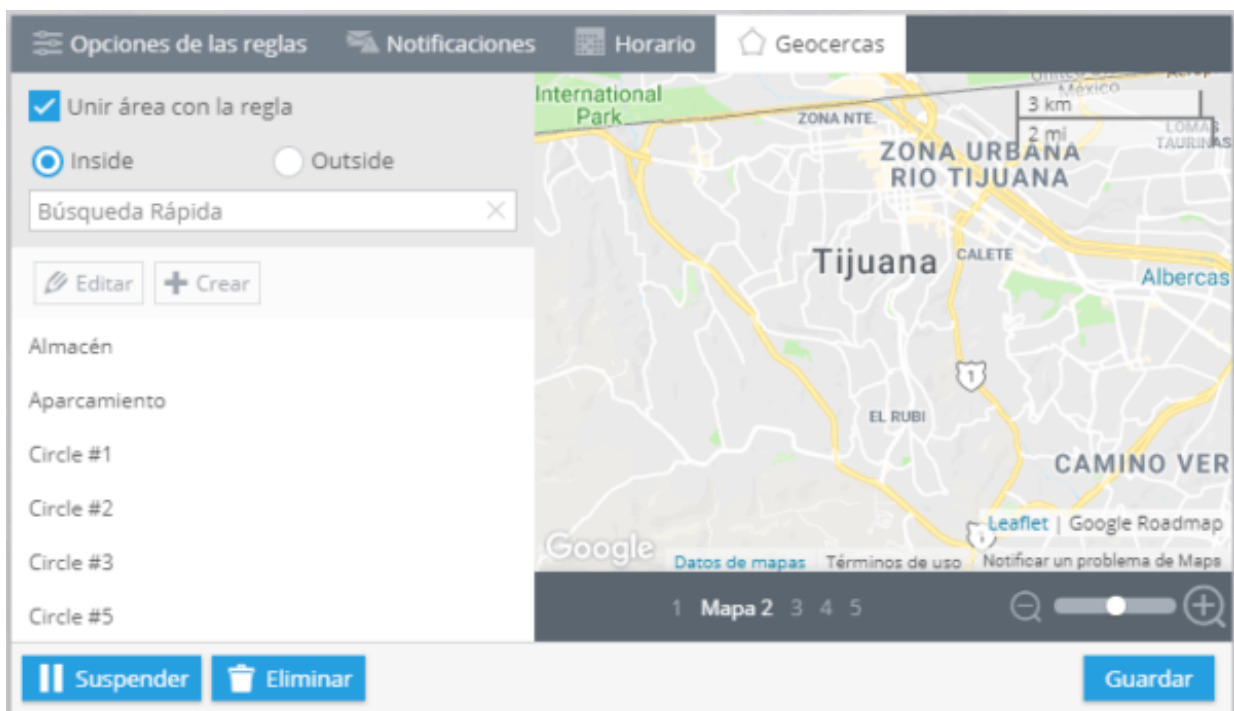 Opciones de las reglas
Notificaciones
Horario
Geocercas
Unir área con la regla
Inside
Outside
Búsqueda Rápida
Editar
Crear
Almacén
Aparcamiento
Circle #1
Circle #2
Circle #3
Circle #5
International
Park
ZONA NTE.
México
3 km
2 mi
LOMAS
TAURINAS
ZONA URBANA
RIO TIJUANA
Tijuana
CALETE
Albercas
1
EL RUBI
CAMINO VER
Leaflet | Google Roadmap
Google
Datos de mapas
Términos de uso
Notificar un problema de Maps
1 Mapa 2 3 4 5
Suspender
Eliminar
Guardar